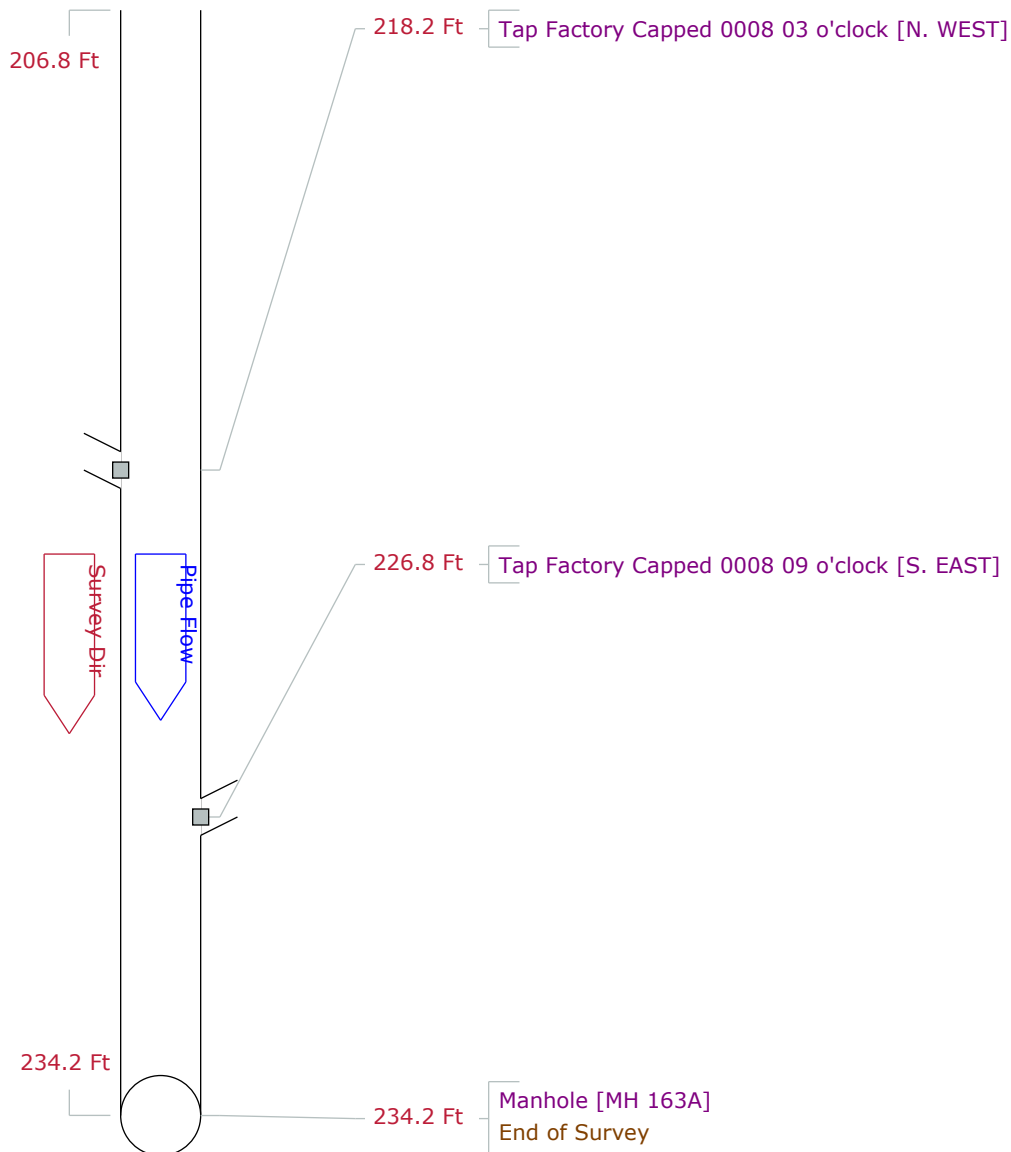 218.2 Ft Tap Factory Capped 0008 03 o'clock [N. WEST]
206.8 Ft
226.8 Ft Tap Factory Capped 0008 09 o'clock [S. EAST]
Survey Dir
Pipe Flow
234.2 Ft
Manhole [MH 163A]
234.2 Ft
End of Survey